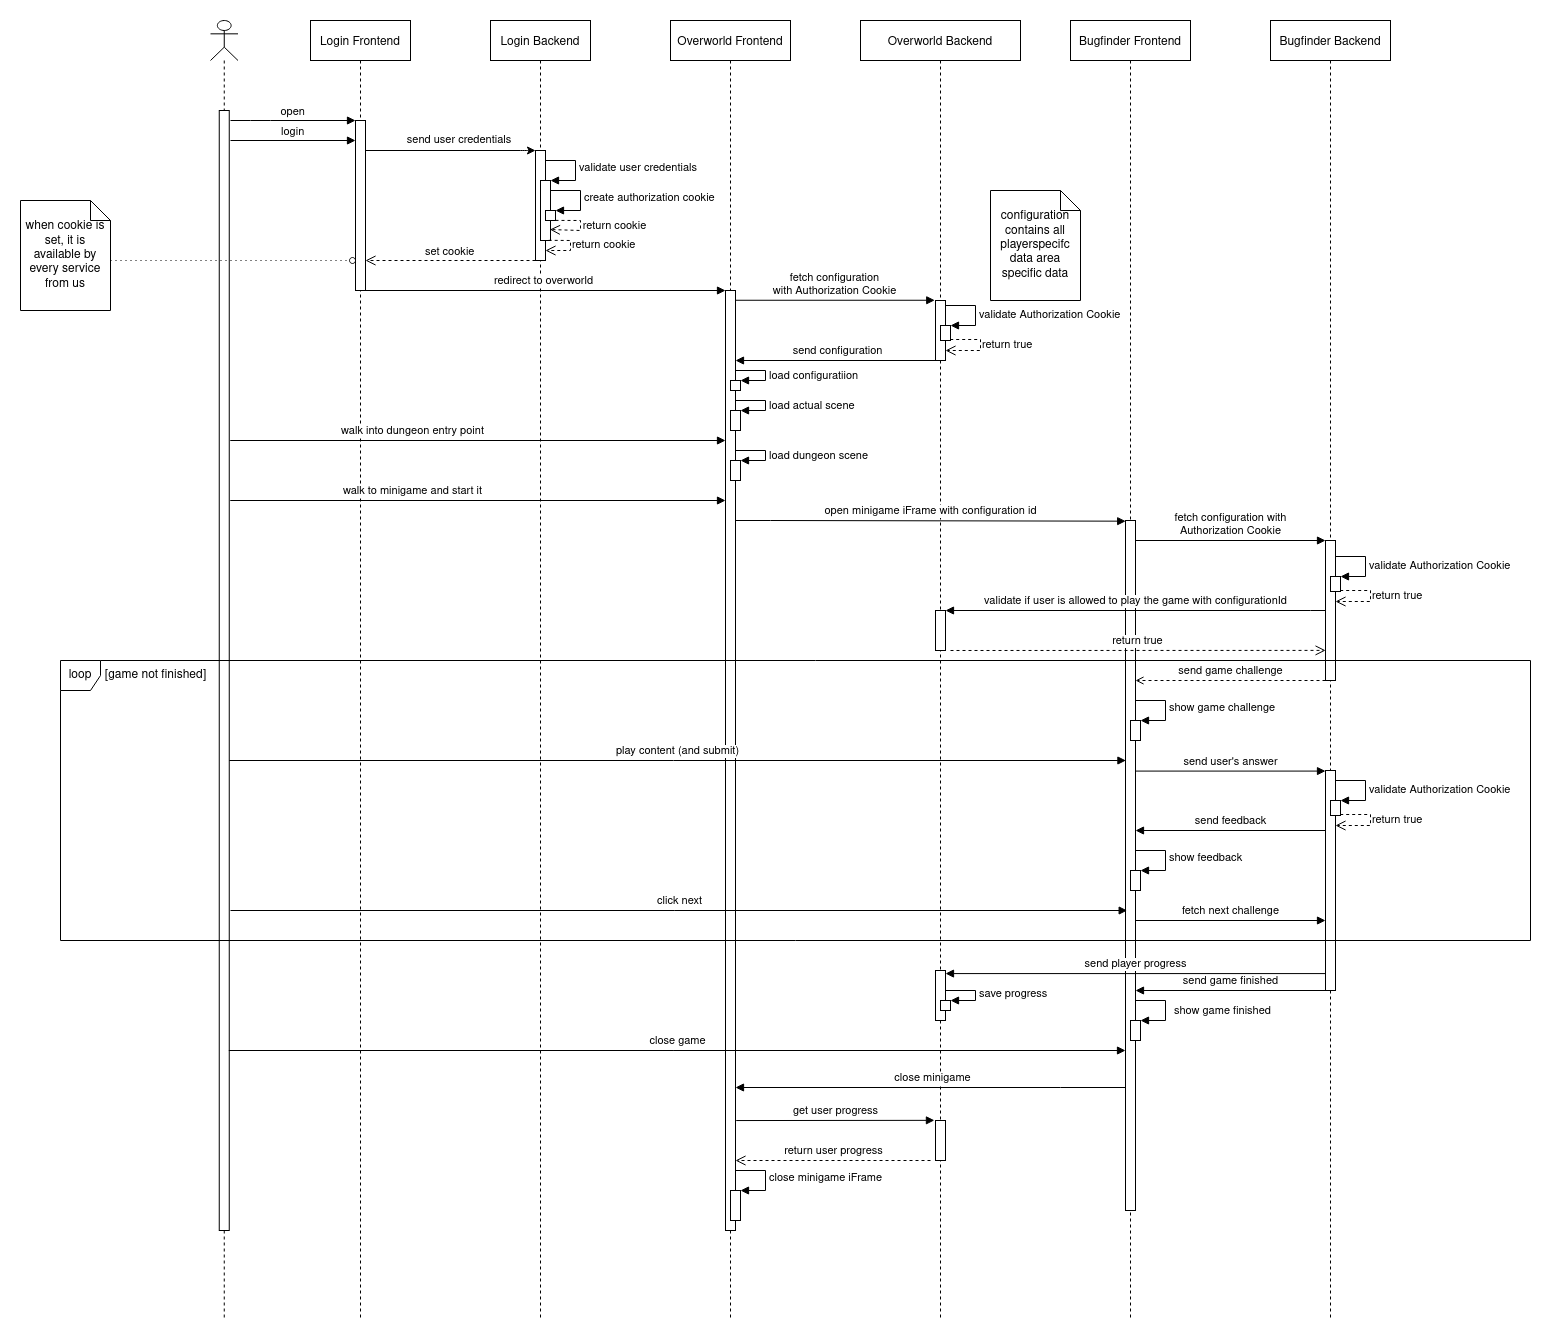 Login Frontend
Login Backend
Overworld Frontend
Overworld Backend
Bugfinder Frontend
Bugfinder Backend
open
login
send user credentials
validate user credentials
create authorization cookie
return cookie
return cookie
set cookie
when cookie is
set, it is
available by
every service
from us
configuration
contains all
playerspecifc
data area
specific data
redirect to overworld
fetch configuration
with Authorization Cookie
validate Authorization Cookie
return true
send configuration
load configuratiion
load actual scene
walk into dungeon entry point
load dungeon scene
walk to minigame and start it
open minigame iFrame with configuration id
fetch configuration with
Authorization Cookie
validate Authorization Cookie
return true
validate if user is allowed to play the game with configurationId
return true
loop
[game not finished]
send game challenge
show game challenge
play content (and submit)
send user's answer
validate Authorization Cookie
return true
send feedback
show feedback
click next
fetch next challenge
send player progress
send game finished
save progress
show game finished
close game
close minigame
get user progress
return user progress
close minigame iFrame